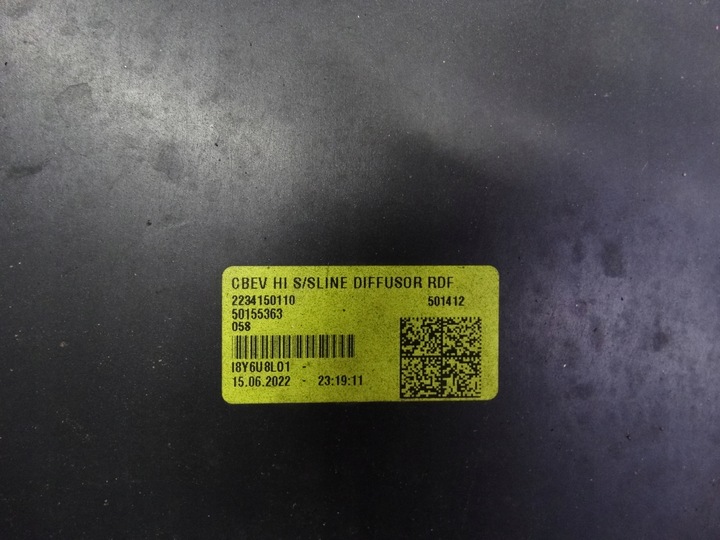 CBEV HI S/SLINE DIFFUSOR RDF
2234150110 501412
50155363
058
I8Y6U8L01 -
15.06.2022 - 23:19:11